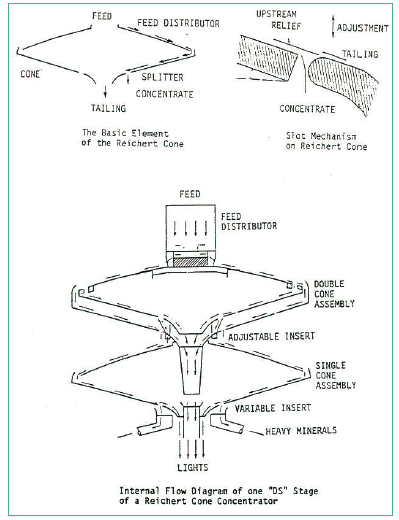 FEED
FEED DISTRIBUTOR
CONE
SPLITTER
CONCENTRATE
TAILING
The Basic Element
of the Reichert Cone
UPSTREAM
RELIEF
ADJUSTMENT
TAILING
CONCENTRATE
Slot Mechanism
on Reichert Cone
FEED
FEED
DISTRIBUTOR
DOUBLE
CONE
ASSEMBLY
ADJUSTABLE INSERT
SINGLE
CONE
ASSEMBLY
VARIABLE INSERT
HEAVY MINERALS
LIGHTS
Internal Flow Diagram of one "DS" Stage
of a Reichert Cone Concentrator